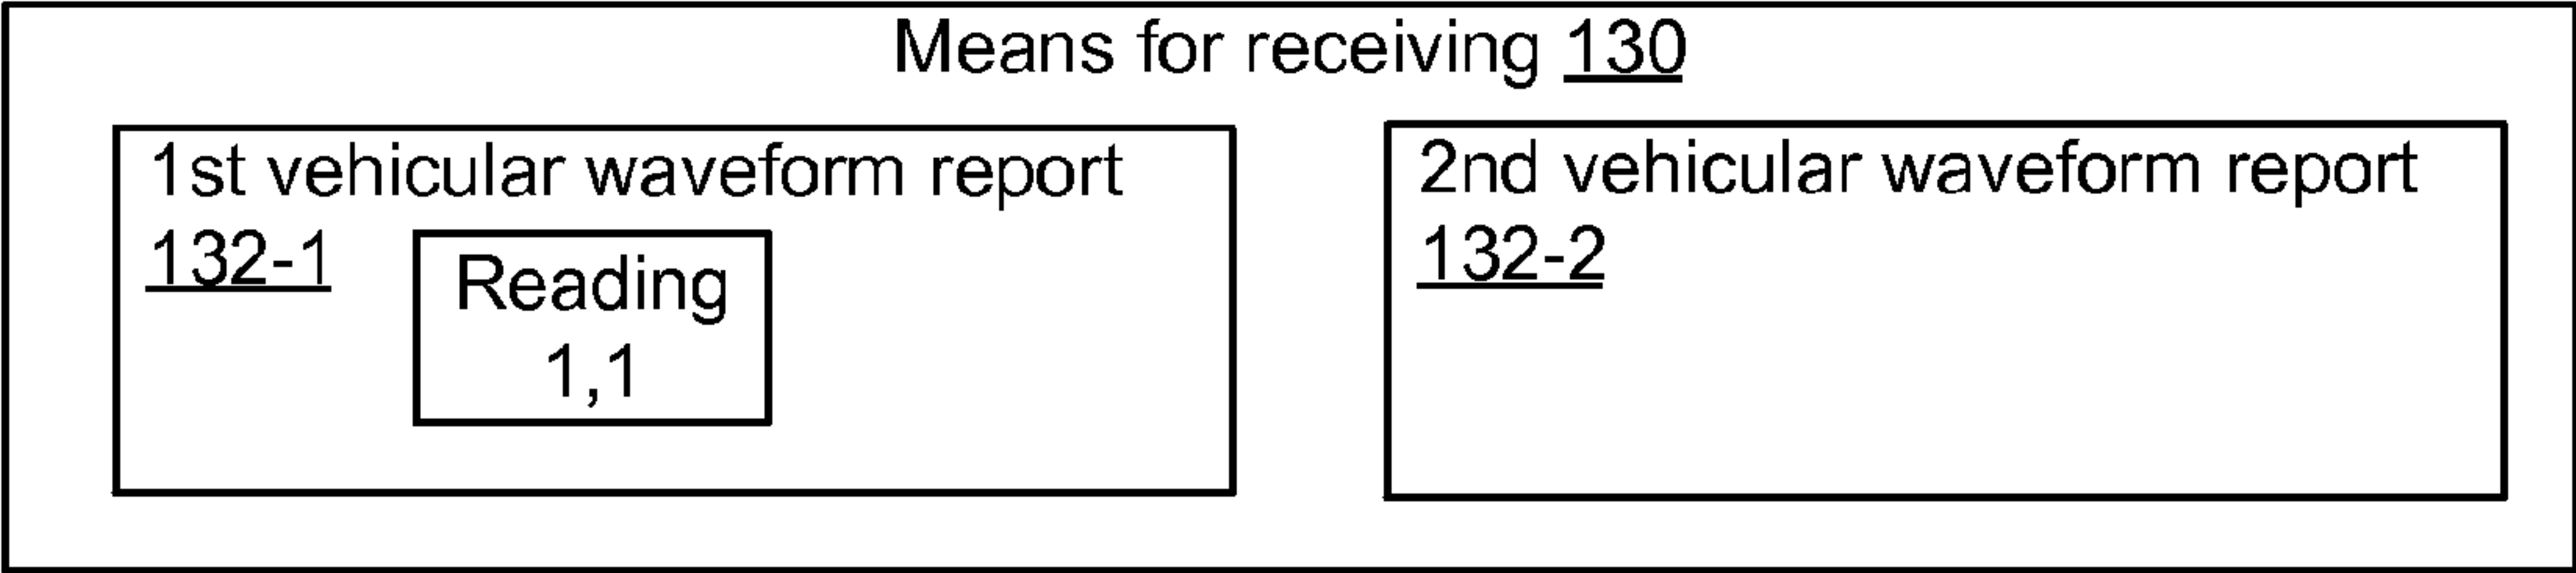 Means for receiving 130
1st vehicular waveform report
132-1
Reading
1,1
2nd vehicular waveform report
132-2